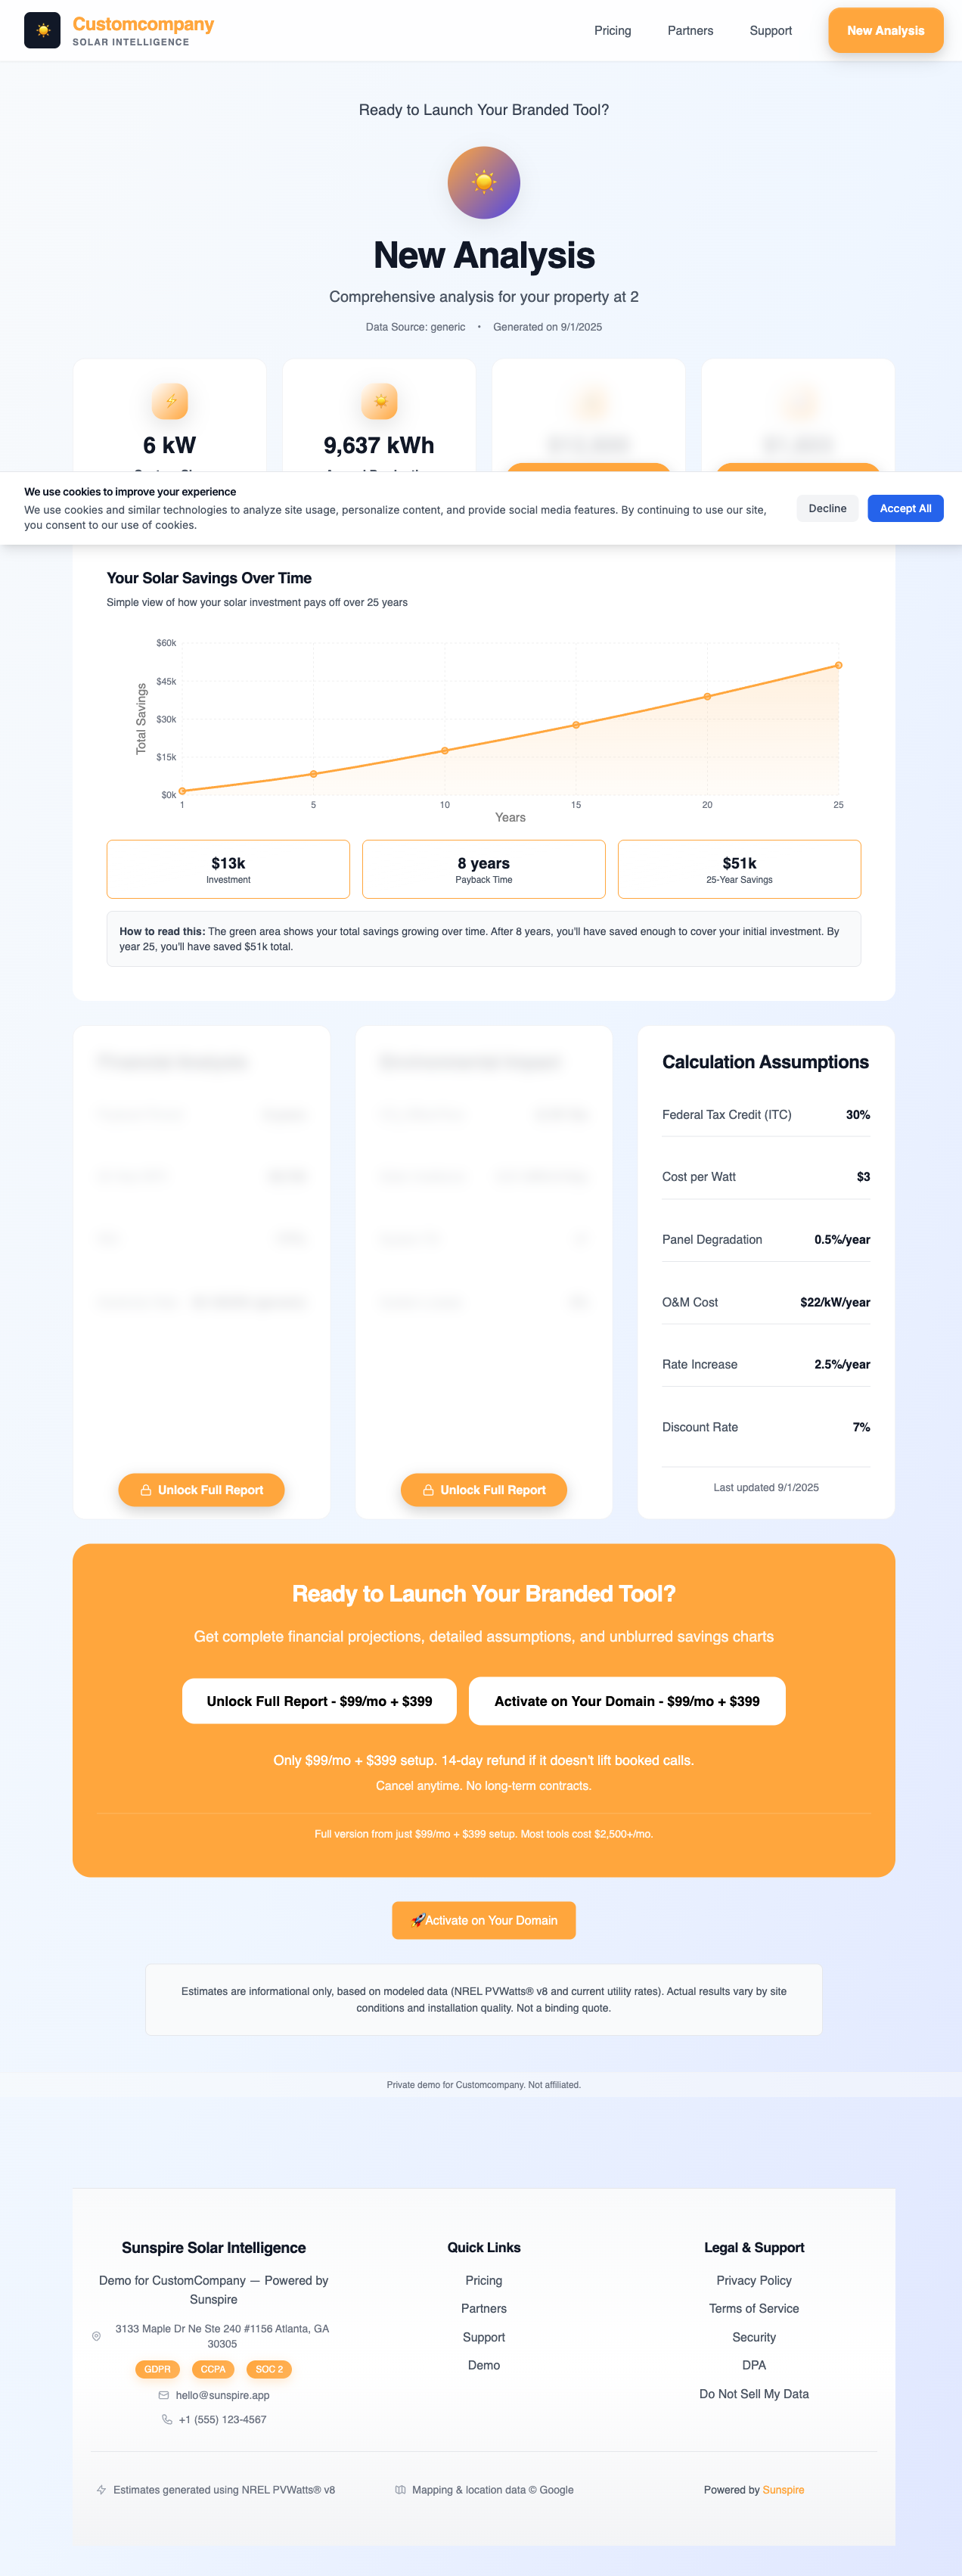 Customcompany
SOLAR INTELLIGENCE
Pricing
Partners
Support
New Analysis
Ready to Launch Your Branded Tool?
New Analysis
Comprehensive analysis for your property at 2
Data Source: generic • Generated on 9/1/2025
6 kW
9,637 kWh
We use cookies to improve your experience
We use cookies and similar technologies to analyze site usage, personalize content, and provide social media features. By continuing to use our site,
you consent to our use of cookies.
Decline
Accept All
Your Solar Savings Over Time
Simple view of how your solar investment pays off over 25 years
$60k
$45k
$30k
$15k
$0k
Total Savings
1
5
10
15
20
25
Years
$13k
Investment
8 years
Payback Time
$51k
25-Year Savings
How to read this: The green area shows your total savings growing over time. After 8 years, you'll have saved enough to cover your initial investment. By
year 25, you'll have saved $51k total.
Unlock Full Report
Unlock Full Report
Calculation Assumptions
Federal Tax Credit (ITC) 30%
Cost per Watt $3
Panel Degradation 0.5%/year
O&M Cost $22/kW/year
Rate Increase 2.5%/year
Discount Rate 7%
Last updated 9/1/2025
Ready to Launch Your Branded Tool?
Get complete financial projections, detailed assumptions, and unblurred savings charts
Unlock Full Report - $99/mo + $399
Activate on Your Domain - $99/mo + $399
Only $99/mo + $399 setup. 14-day refund if it doesn't lift booked calls.
Cancel anytime. No long-term contracts.
Full version from just $99/mo + $399 setup. Most tools cost $2,500+/mo.
🚀Activate on Your Domain
Estimates are informational only, based on modeled data (NREL PVWatts® v8 and current utility rates). Actual results vary by site
conditions and installation quality. Not a binding quote.
Private demo for Customcompany. Not affiliated.
Sunspire Solar Intelligence
Demo for CustomCompany — Powered by
Sunspire
3133 Maple Dr Ne Ste 240 #1156 Atlanta, GA
30305
GDPR
CCPA
SOC 2
hello@sunspire.app
+1 (555) 123-4567
Quick Links
Pricing
Partners
Support
Demo
Legal & Support
Privacy Policy
Terms of Service
Security
DPA
Do Not Sell My Data
Estimates generated using NREL PVWatts® v8
Mapping & location data © Google
Powered by Sunspire